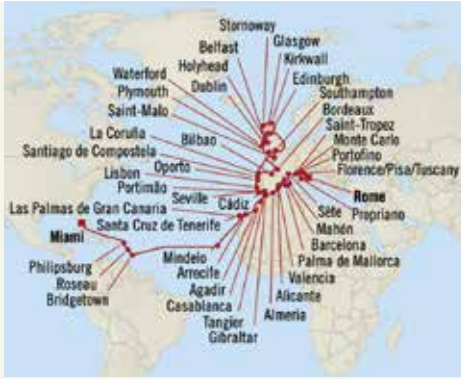 Stornoway
Glasgow
Belfast
Kirkwall
Holyhead
Edinburgh
Dublin
Waterford
Southampton
Plymouth
Bordeaux
Saint-Malo
Saint-Tropez
La Coruña
Bilbao
Monte Carlo
Santiago de Compostela
Portofino
Oporto
Florence/Pisa/Tuscany
Lisbon
Portimão
Seville
Rome
Las Palmas de Gran Canaria
Cádiz
Sète
Propriano
Santa Cruz de Tenerife
Mahón
Miami
Barcelona
Mindelo
Palma de Mallorca
Philipsburg
Arrecife
Valencia
Roseau
Agadir
Alicante
Bridgetown
Casablanca
Almeria
Tangier
Gibraltar